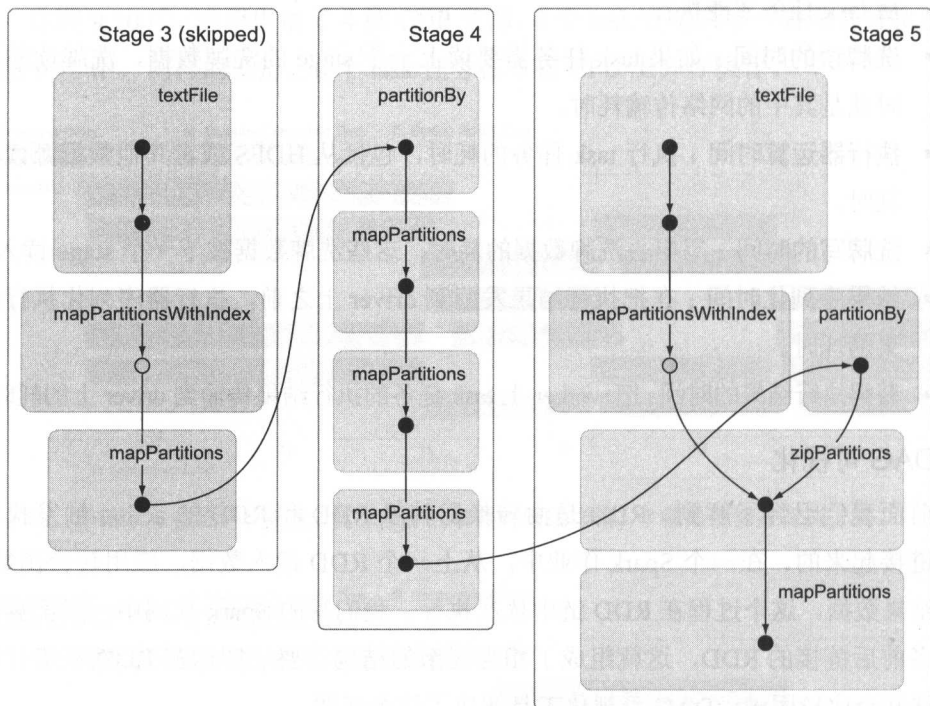 Stage 3 (skipped)
textFile
mapPartitionsWithIndex
mapPartitions
Stage 4
partitionBy
mapPartitions
mapPartitions
mapPartitions
Stage 5
textFile
mapPartitionsWithIndex
partitionBy
zipPartitions
mapPartitions